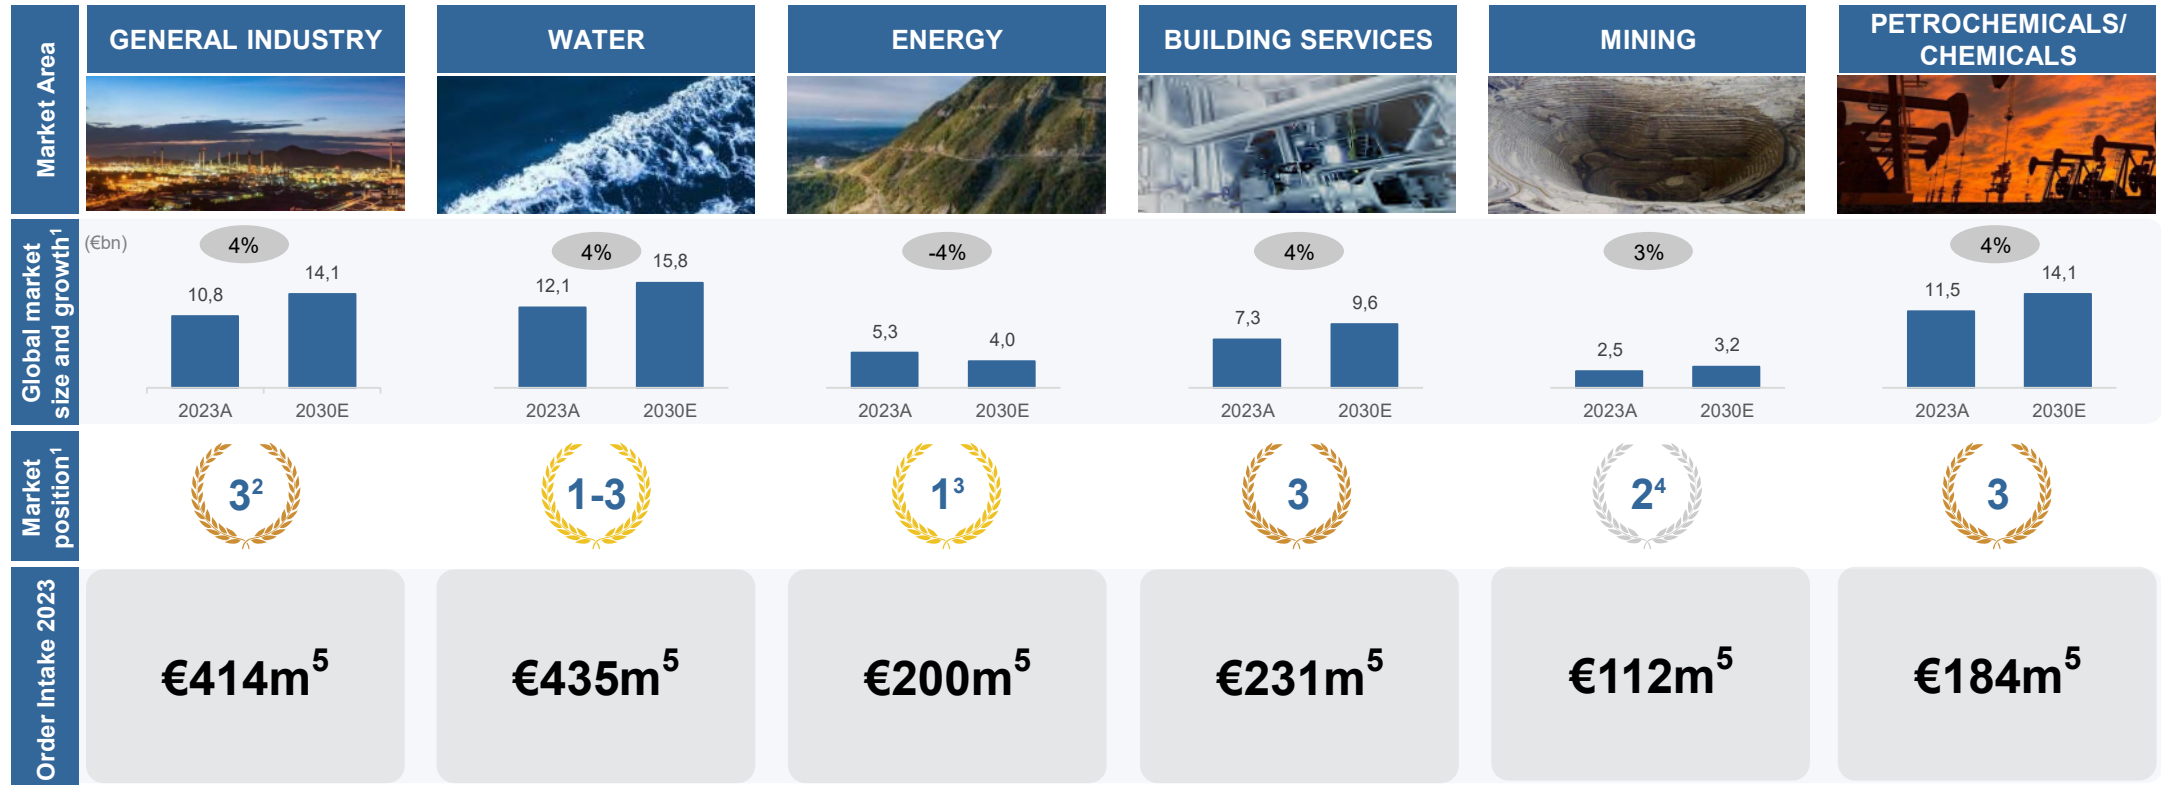 Market Area
GENERAL INDUSTRY
WATER
ENERGY
BUILDING SERVICES
MINING
PETROCHEMICALS/
CHEMICALS
Global market
size and growth¹
(€bn)
4%
10,8
14,1
2023A
2030E
4%
12,1
15,8
2023A
2030E
-4%
5,3
4,0
2023A
2030E
4%
7,3
9,6
2023A
2030E
3%
2,5
3,2
2023A
2030E
4%
11,5
14,1
2023A
2030E
Market
position¹
3²
1-3
1³
3
2⁴
3
Order Intake 2023
€414m⁵
€435m⁵
€200m⁵
€231m⁵
€112m⁵
€184m⁵